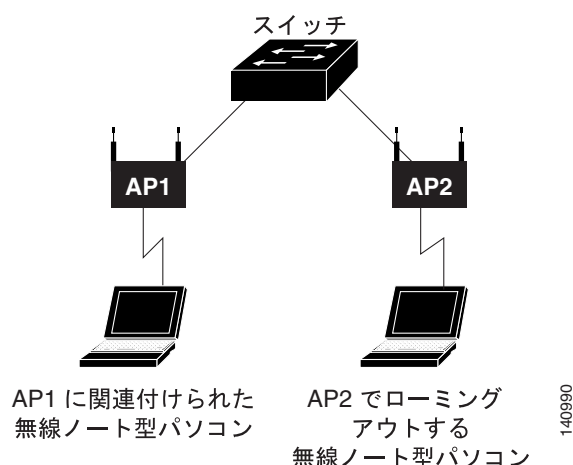 スイッチ
AP1
AP2
AP1 に関連付けられた
無線ノート型パソコン
AP2 でローミング
アウトする
無線ノート型パソコン
140990